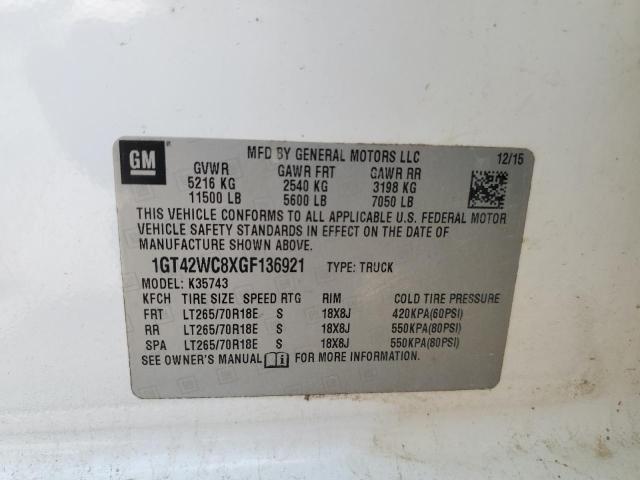 GM
MFD BY GENERAL MOTORS LLC 12/15
GVWR GAWR FRT GAWR RR
5216 KG 2540 KG 3198 KG
11500 LB 5600 LB 7050 LB
THIS VEHICLE CONFORMS TO ALL APPLICABLE U.S. FEDERAL MOTOR
VEHICLE SAFETY STANDARDS IN EFFECT ON THE DATE OF
MANUFACTURE SHOWN ABOVE.
1GT42WC8XGF136921 TYPE: TRUCK
MODEL: K35743
KFCH TIRE SIZE SPEED RTG RIM COLD TIRE PRESSURE
FRT LT265/70R18E S 18X8J 420KPA(60PSI)
RR LT265/70R18E S 18X8J 550KPA(80PSI)
SPA LT265/70R18E S 18X8J 550KPA(80PSI)
SEE OWNER'S MANUAL FOR MORE INFORMATION.